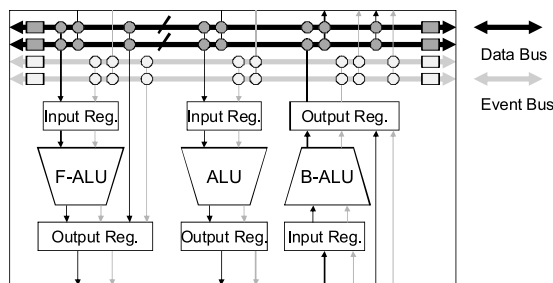 Data Bus
Event Bus
Input Reg.
Input Reg.
Output Reg.
F-ALU
ALU
B-ALU
Output Reg.
Output Reg.
Input Reg.